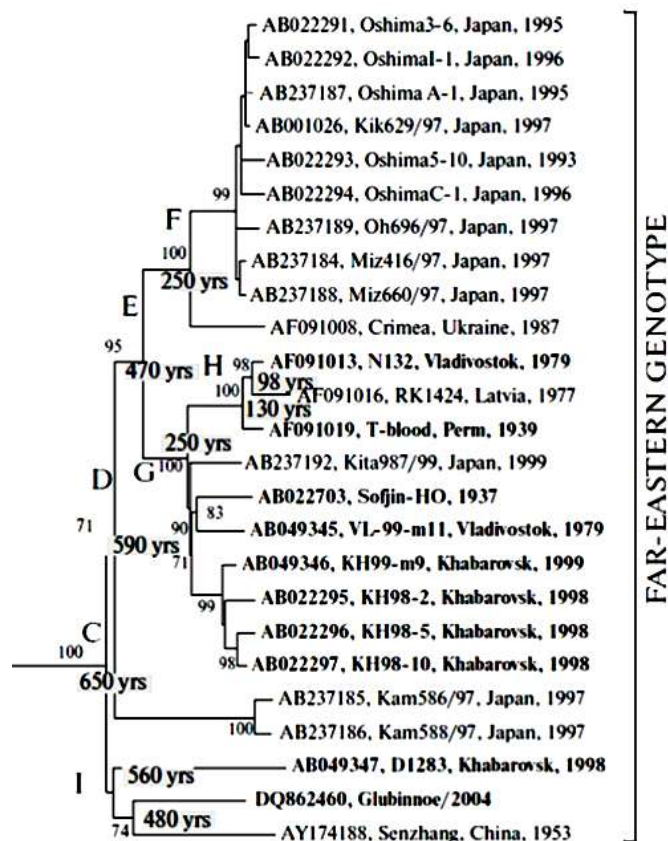 AB022291, Oshima3-6, Japan, 1995
AB022292, OshimaI-1, Japan, 1996
AB237187, Oshima A-1, Japan, 1995
AB001026, Kik629/97, Japan, 1997
AB022293, Oshima5-10, Japan, 1993
99
AB022294, OshimaC-1, Japan, 1996
F
AB237189, Oh696/97, Japan, 1997
100
AB237184, Miz416/97, Japan, 1997
250 yrs
AB237188, Miz660/97, Japan, 1997
E
AF091008, Crimea, Ukraine, 1987
95
H
98
AF091013, N132, Vladivostok, 1979
470 yrs
98 yrs
100
AF091016, RK1424, Latvia, 1977
130 yrs
AF091019, T-blood, Perm, 1939
250 yrs
G
100
AB237192, Kita987/99, Japan, 1999
D
AB022703, Sofjin-HO, 1937
83
71
90
AB049345, VL-99-m11, Vladivostok, 1979
590 yrs
71
AB049346, KH99-m9, Khabarovsk, 1999
99
AB022295, KH98-2, Khabarovsk, 1998
C
AB022296, KH98-5, Khabarovsk, 1998
100
98
AB022297, KH98-10, Khabarovsk, 1998
650 yrs
AB237185, Kam586/97, Japan, 1997
100
AB237186, Kam588/97, Japan, 1997
I
560 yrs
AB049347, D1283, Khabarovsk, 1998
DQ862460, Glubinnoe/2004
480 yrs
74
AY174188, Senzhang, China, 1953
FAR-EASTERN GENOTYPE